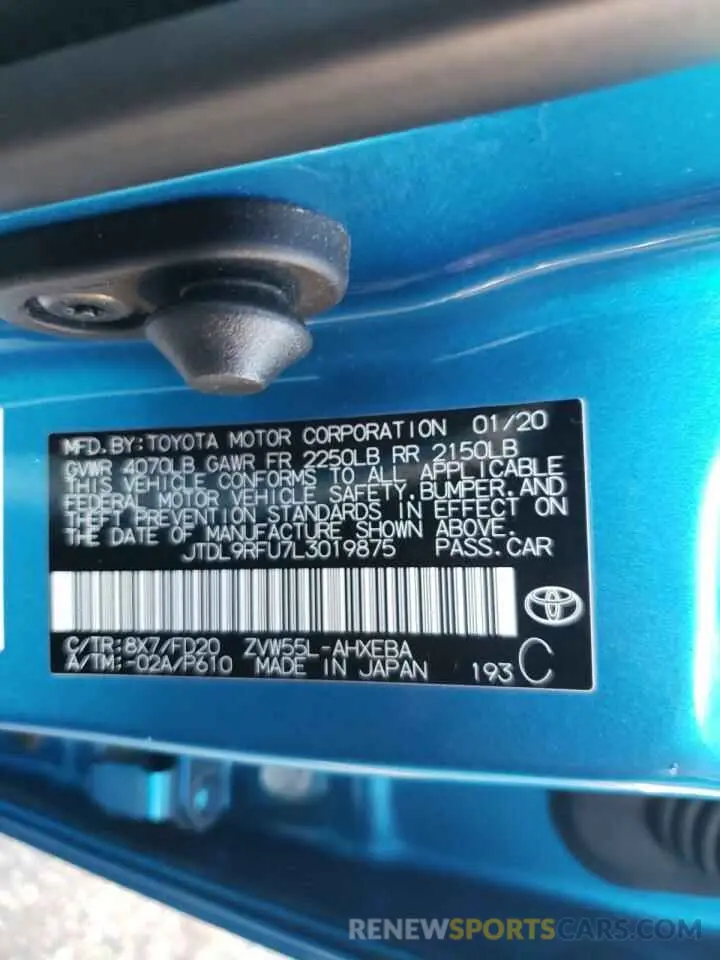 MFD.BY:TOYOTA MOTOR CORPORATION 01/20
GVWR 4070LB GAWR FR 2250LB RR 2150LB
THIS VEHICLE CONFORMS TO ALL APPLICABLE
FEDERAL MOTOR VEHICLE SAFETY,BUMPER,AND
THEFT PREVENTION STANDARDS IN EFFECT ON
THE DATE OF MANUFACTURE SHOWN ABOVE.
JTDL9RFU7L3019875 PASS.CAR
C/TR:8X7/FD20 ZVW55L-AHXEBA
A/TM:-02A/P610 MADE IN JAPAN 193 C
RENEWSPORTSCARS.COM